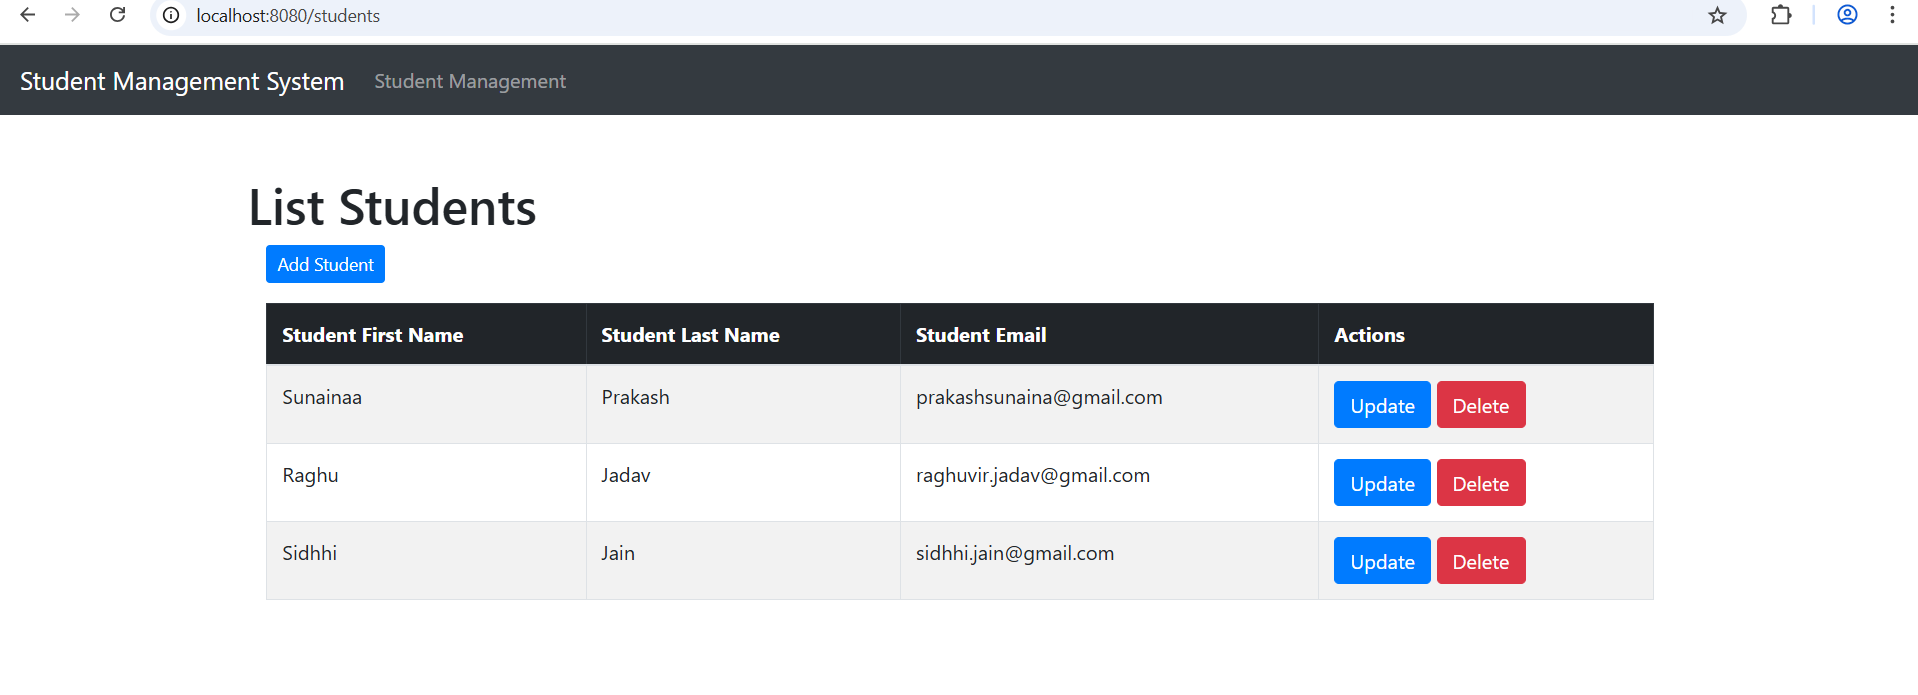 localhost:8080/students
Student Management System Student Management
List Students
Add Student
Student First Name Student Last Name Student Email Actions
Sunainaa Prakash prakashsunaina@gmail.com Update Delete
Raghu Jadav raghuvir.jadav@gmail.com Update Delete
Sidhhi Jain sidhhi.jain@gmail.com Update Delete